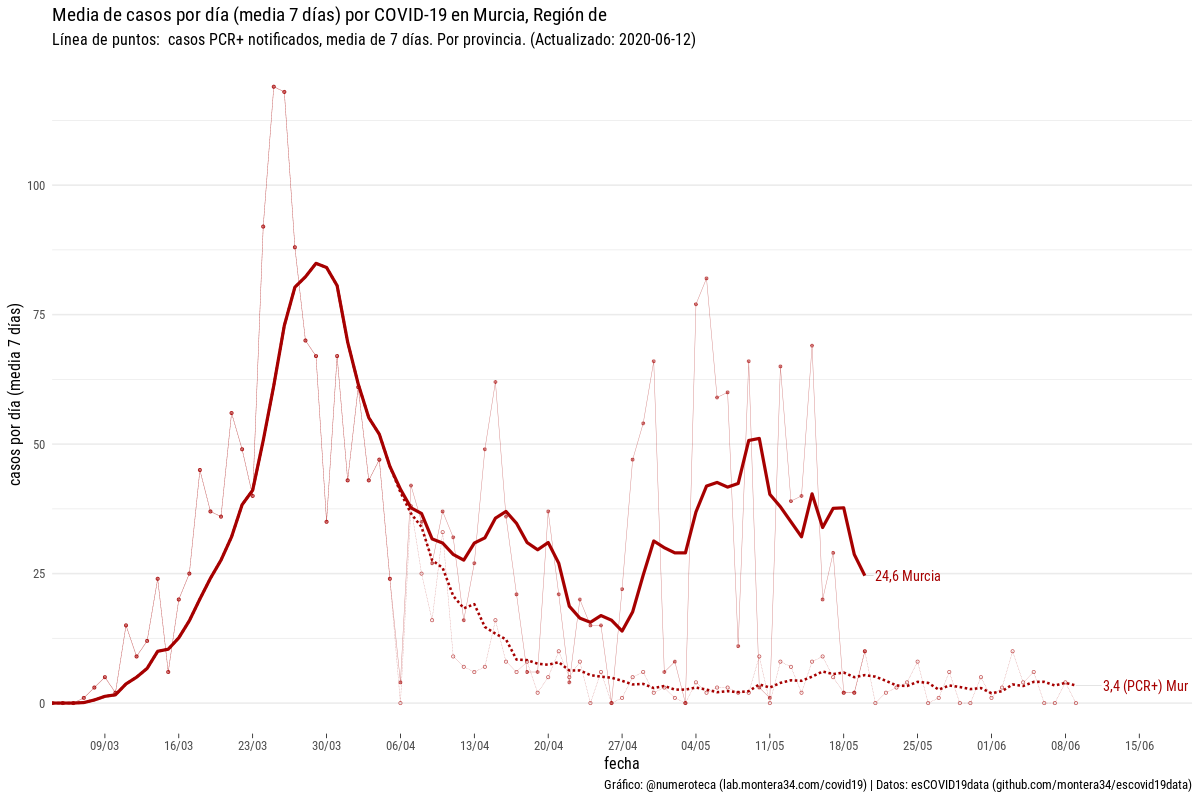 Media de casos por día (media 7 días) por COVID-19 en Murcia, Región de
Línea de puntos:  casos PCR+ notificados, media de 7 días. Por provincia. (Actualizado: 2020-06-12)
casos por día (media 7 días)
100
75
50
25
0
24,6 Murcia
3,4 (PCR+) Mur
09/03
16/03
23/03
30/03
06/04
13/04
20/04
27/04
04/05
11/05
18/05
25/05
01/06
08/06
15/06
fecha
Gráfico: @numeroteca (lab.montera34.com/covid19) | Datos: esCOVID19data (github.com/montera34/escovid19data)